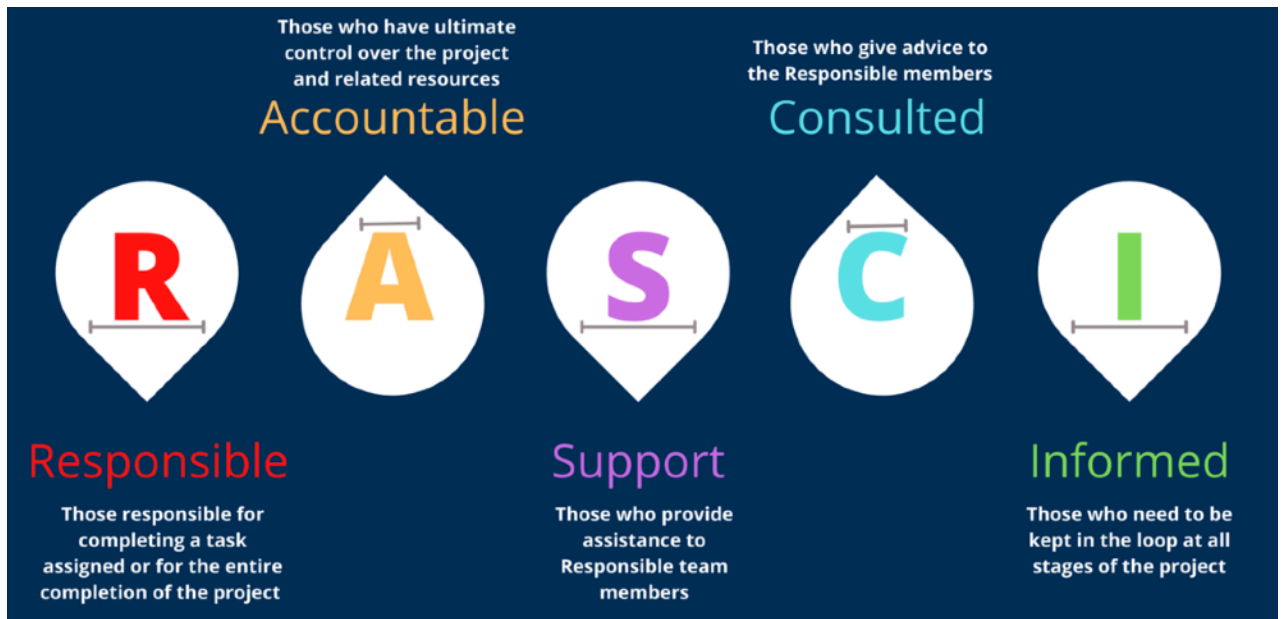 Those who have ultimate
control over the project
and related resources
Accountable
Those who give advice to
the Responsible members
Consulted
R
A
S
C
I
Responsible
Those responsible for
completing a task
assigned or for the entire
completion of the project
Support
Those who provide
assistance to
Responsible team
members
Informed
Those who need to be
kept in the loop at all
stages of the project